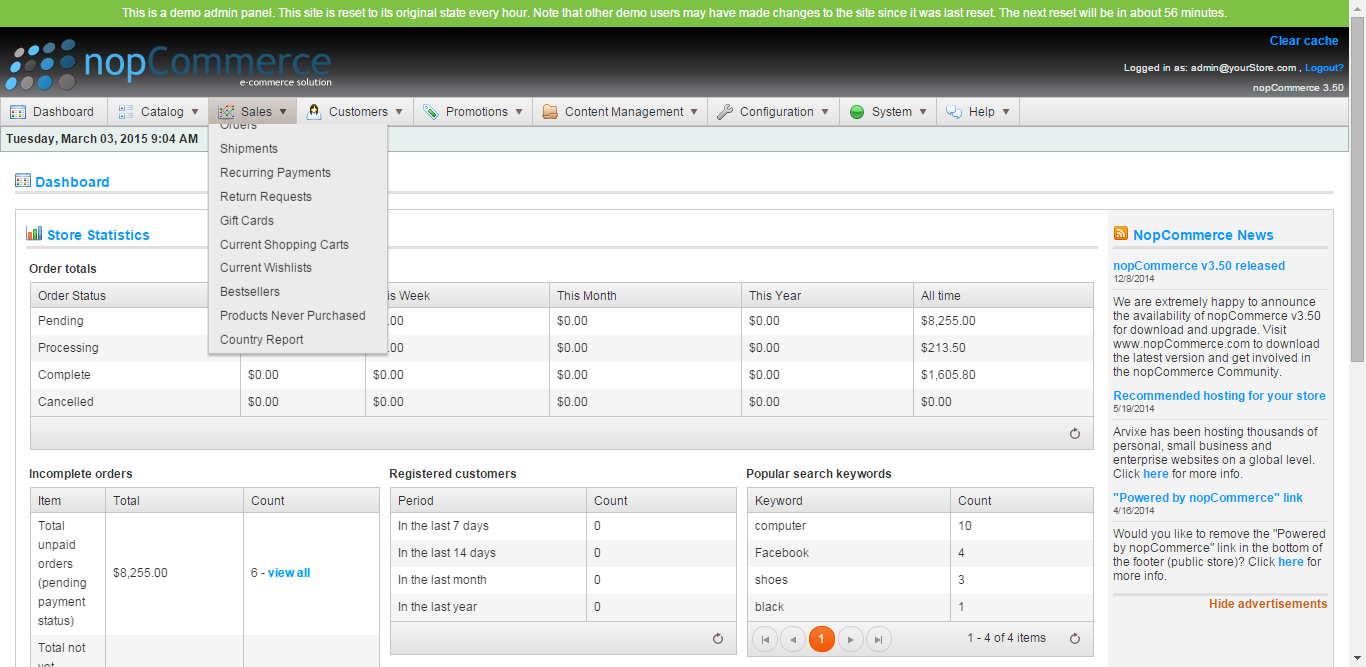 This is a demo admin panel. This site is reset to its original state every hour. Note that other demo users may have made changes to the site since it was last reset. The next reset will be in about 56 minutes.
nopCommerce
e-commerce solution
Clear cache
Logged in as: admin@yourStore.com , Logout?
nopCommerce 3.50
Dashboard Catalog Sales Customers Promotions Content Management Configuration System Help
Tuesday, March 03, 2015 9:04 AM
Orders
Shipments
Recurring Payments
Return Requests
Gift Cards
Current Shopping Carts
Current Wishlists
Bestsellers
Products Never Purchased
Country Report
Dashboard
Store Statistics
Order totals
Order Status is Week This Month This Year All time
Pending .00 $0.00 $0.00 $8,255.00
Processing .00 $0.00 $0.00 $213.50
Complete $0.00 $0.00 $0.00 $0.00 $1,605.80
Cancelled $0.00 $0.00 $0.00 $0.00 $0.00
Incomplete orders
Item Total Count
Total
unpaid
orders
(pending
payment
status)
$8,255.00 6 - view all
Total not
yet
Registered customers
Period Count
In the last 7 days 0
In the last 14 days 0
In the last month 0
In the last year 0
Popular search keywords
Keyword Count
computer 10
Facebook 4
shoes 3
black 1
1 1 - 4 of 4 items
NopCommerce News
nopCommerce v3.50 released
12/8/2014
We are extremely happy to announce
the availability of nopCommerce v3.50
for download and upgrade. Visit
www.nopCommerce.com to download
the latest version and get involved in
the nopCommerce Community.
Recommended hosting for your store
5/19/2014
Arvixe has been hosting thousands of
personal, small business and
enterprise websites on a global level.
Click here for more info.
"Powered by nopCommerce" link
4/16/2014
Would you like to remove the "Powered
by nopCommerce" link in the bottom of
the footer (public store)? Click here for
more info.
Hide advertisements